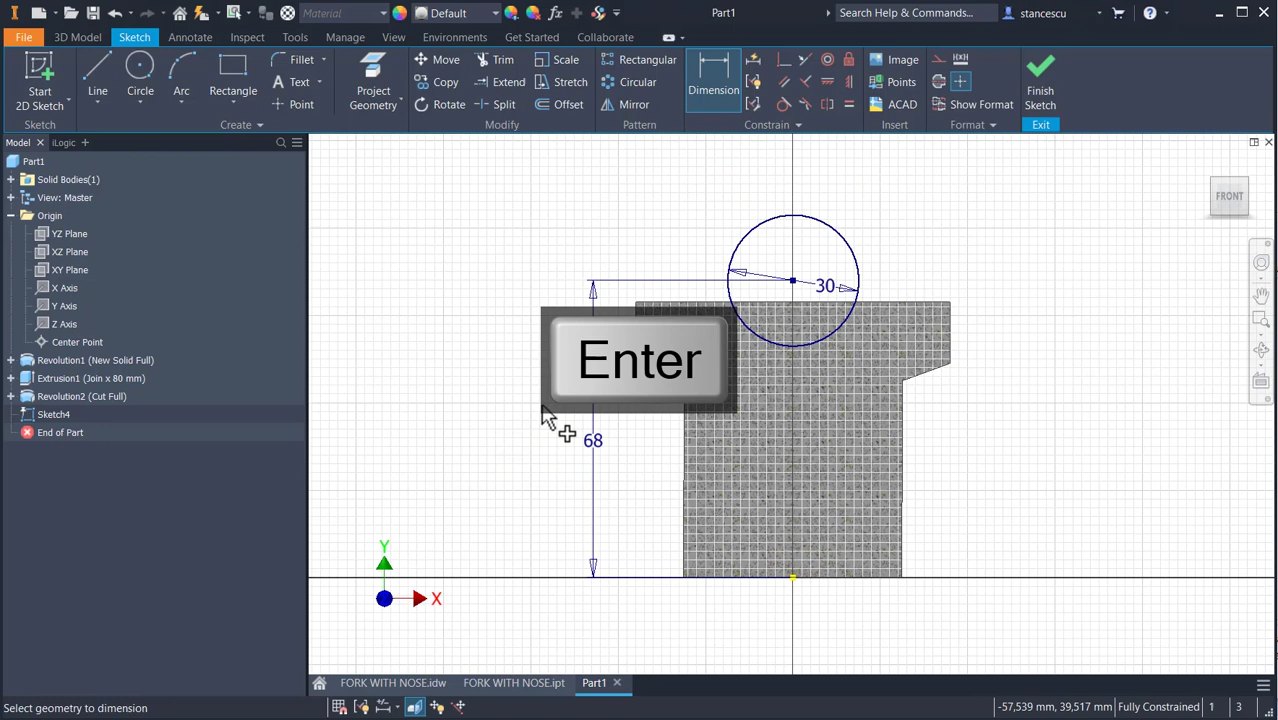 Material
Default
fx
Part1
Search Help & Commands...
stancescu
File
3D Model
Sketch
Annotate
Inspect
Tools
Manage
View
Environments
Get Started
Collaborate
Start
2D Sketch
Line
Circle
Arc
Rectangle
Fillet
Text
Point
Project
Geometry
Move
Trim
Scale
Copy
Extend
Stretch
Rotate
Split
Offset
Rectangular
Circular
Mirror
Dimension
Image
Points
ACAD
Show Format
Finish
Sketch
Sketch
Create
Modify
Pattern
Constrain
Insert
Format
Exit
Model
iLogic
Part1
Solid Bodies(1)
View: Master
Origin
YZ Plane
XZ Plane
XY Plane
X Axis
Y Axis
Z Axis
Center Point
Revolution1 (New Solid Full)
Extrusion1 (Join x 80 mm)
Revolution2 (Cut Full)
Sketch4
End of Part
FRONT
30
Enter
68
Y
X
FORK WITH NOSE.idw
FORK WITH NOSE.ipt
Part1
Select geometry to dimension
-57,539 mm, 39,517 mm
Fully Constrained
1
3